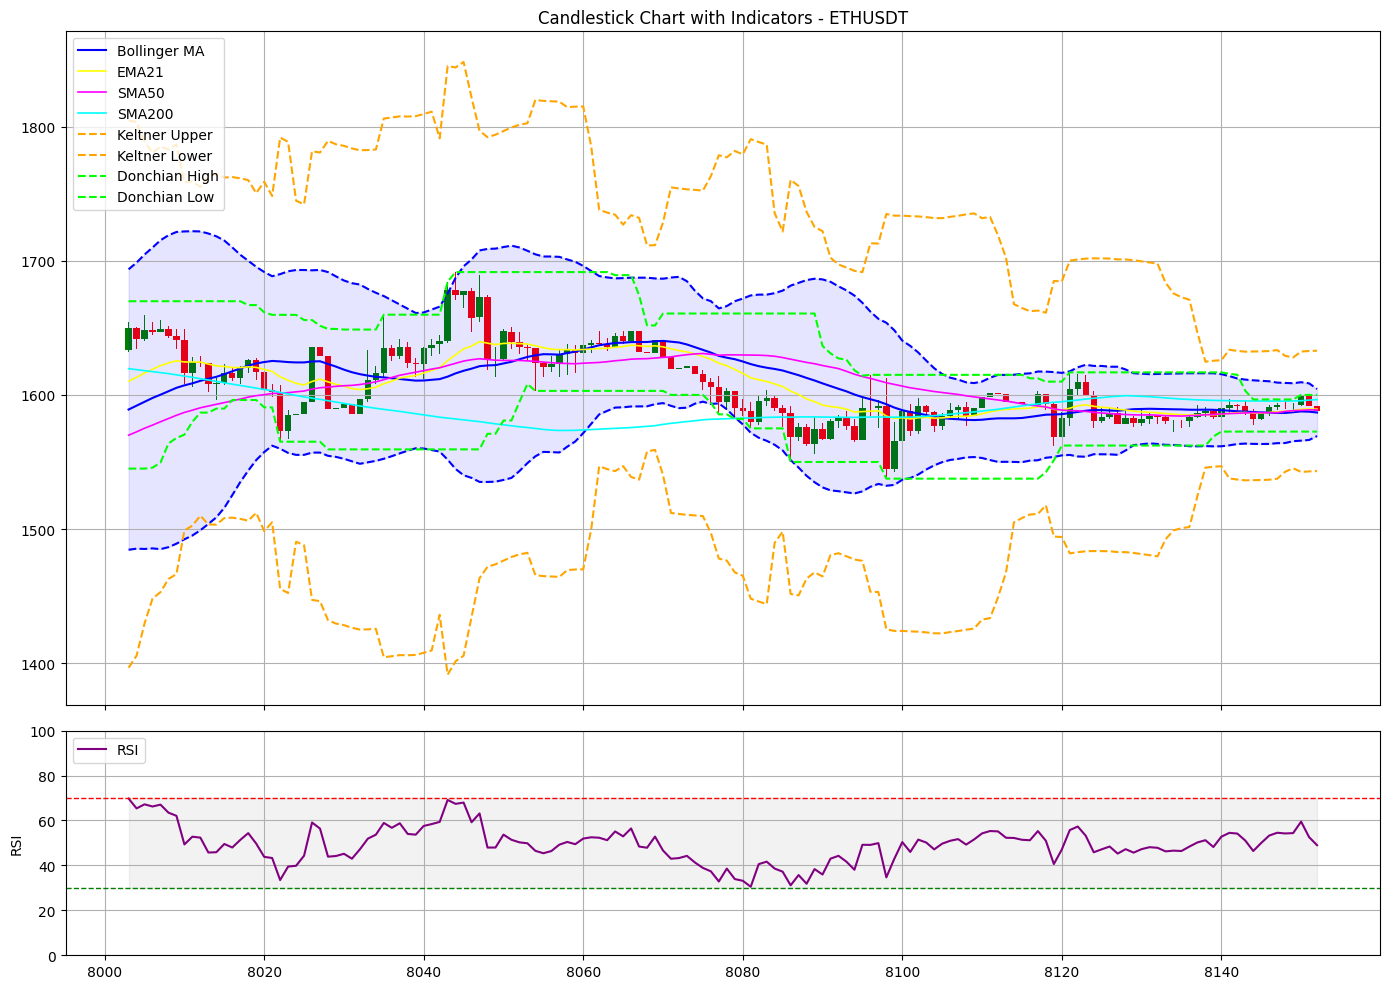 Candlestick Chart with Indicators - ETHUSDT
Bollinger MA
EMA21
SMA50
SMA200
Keltner Upper
Keltner Lower
Donchian High
Donchian Low
1800
1700
1600
1500
1400
100
80
60
40
20
0
RSI
RSI
8000
8020
8040
8060
8080
8100
8120
8140